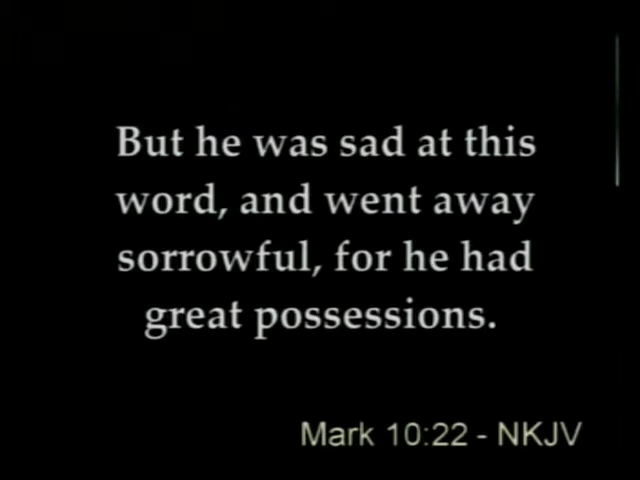 But he was sad at this
word, and went away
sorrowful, for he had
great possessions.
Mark 10:22 - NKJV